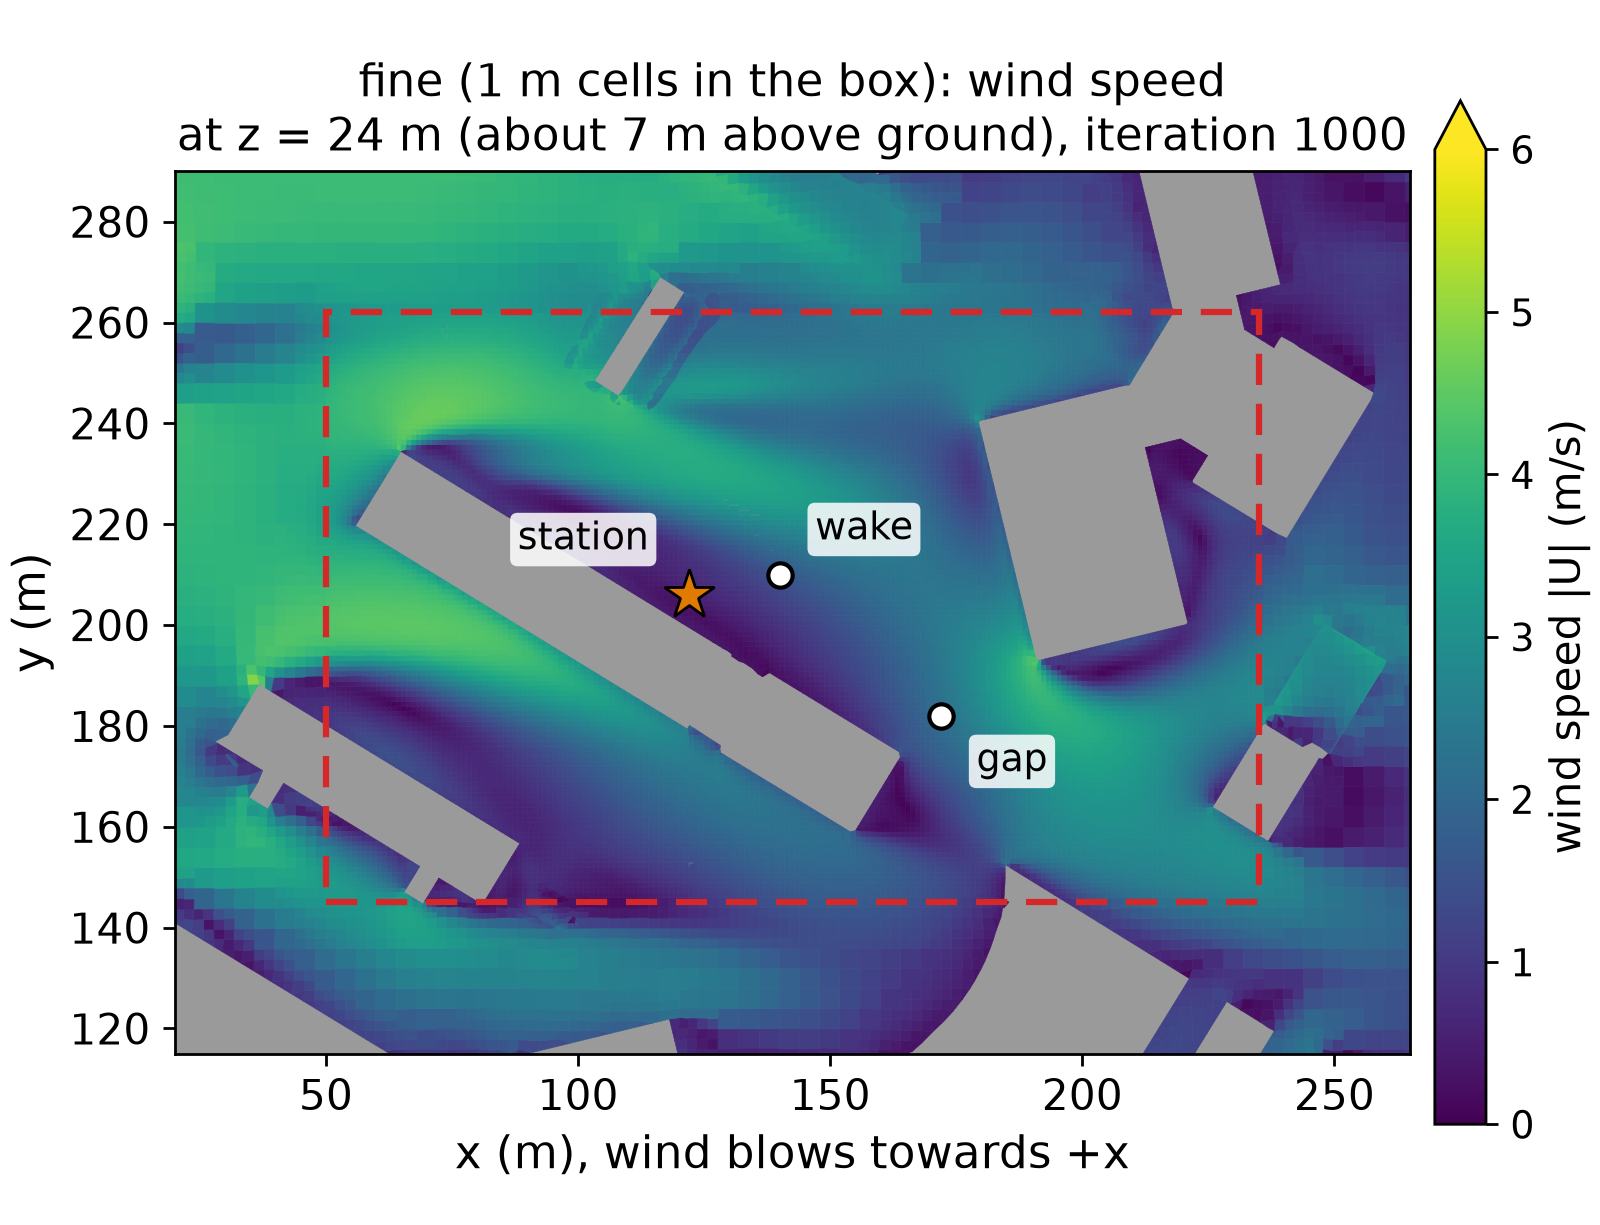 fine (1 m cells in the box): wind speed
at z = 24 m (about 7 m above ground), iteration 1000
280
260
240
220
200
180
160
140
120
y (m)
station
wake
gap
50
100
150
200
250
x (m), wind blows towards +x
6
5
4
3
2
1
0
wind speed |U| (m/s)